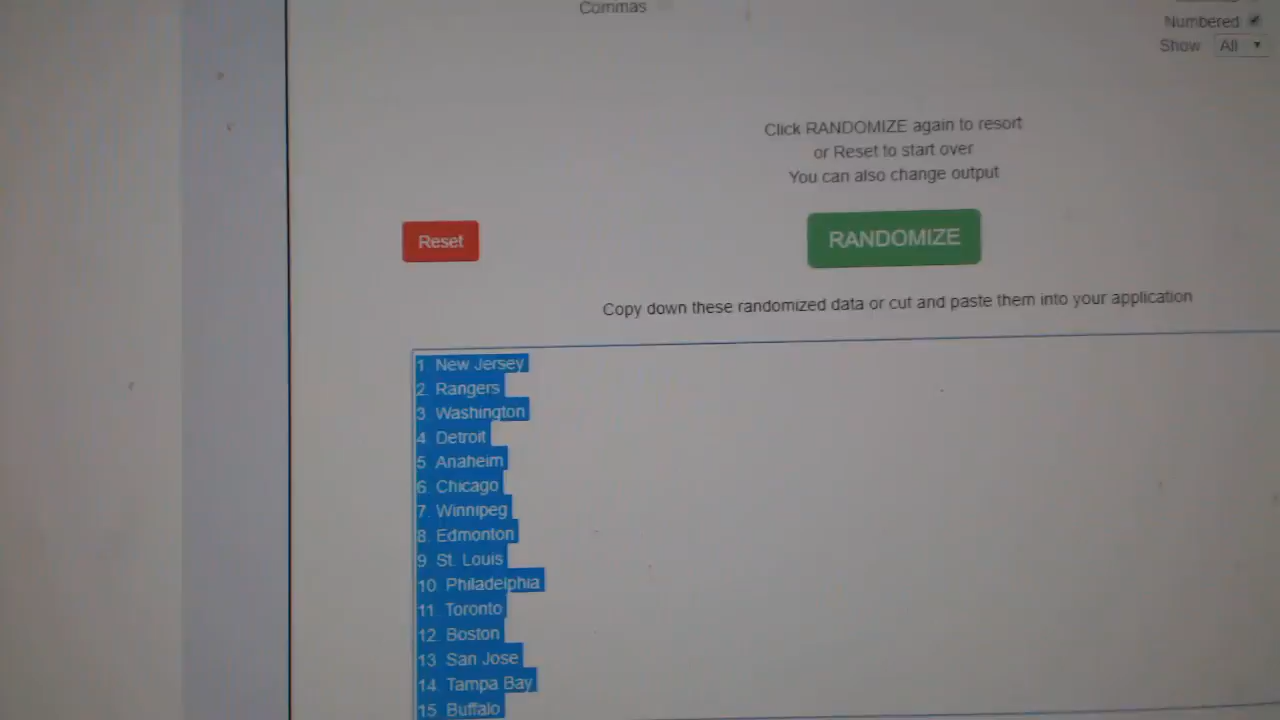 Commas
Numbered
Show All
Click RANDOMIZE again to resort
or Reset to start over
You can also change output
Reset
RANDOMIZE
Copy down these randomized data or cut and paste them into your application
1. New Jersey
2. Rangers
3. Washington
4. Detroit
5. Anaheim
6. Chicago
7. Winnipeg
8. Edmonton
9. St. Louis
10. Philadelphia
11. Toronto
12. Boston
13. San Jose
14. Tampa Bay
15. Buffalo